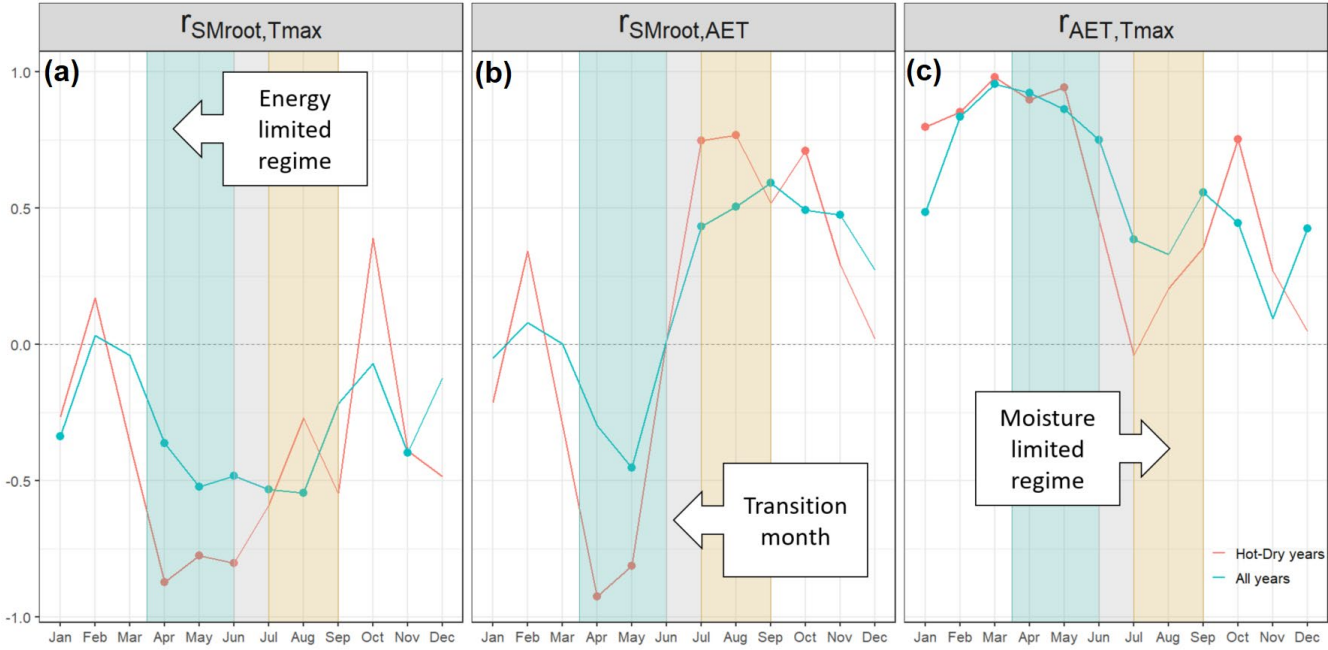 rSMroot,Tmax
rSMroot,AET
rAET,Tmax
(a)
(b)
(c)
1.0
0.5
0.0
-0.5
-1.0
Energy
limited
regime
Transition
month
Moisture
limited
regime
Hot-Dry years
All years
Jan Feb Mar Apr May Jun Jul Aug Sep Oct Nov Dec
Jan Feb Mar Apr May Jun Jul Aug Sep Oct Nov Dec
Jan Feb Mar Apr May Jun Jul Aug Sep Oct Nov Dec